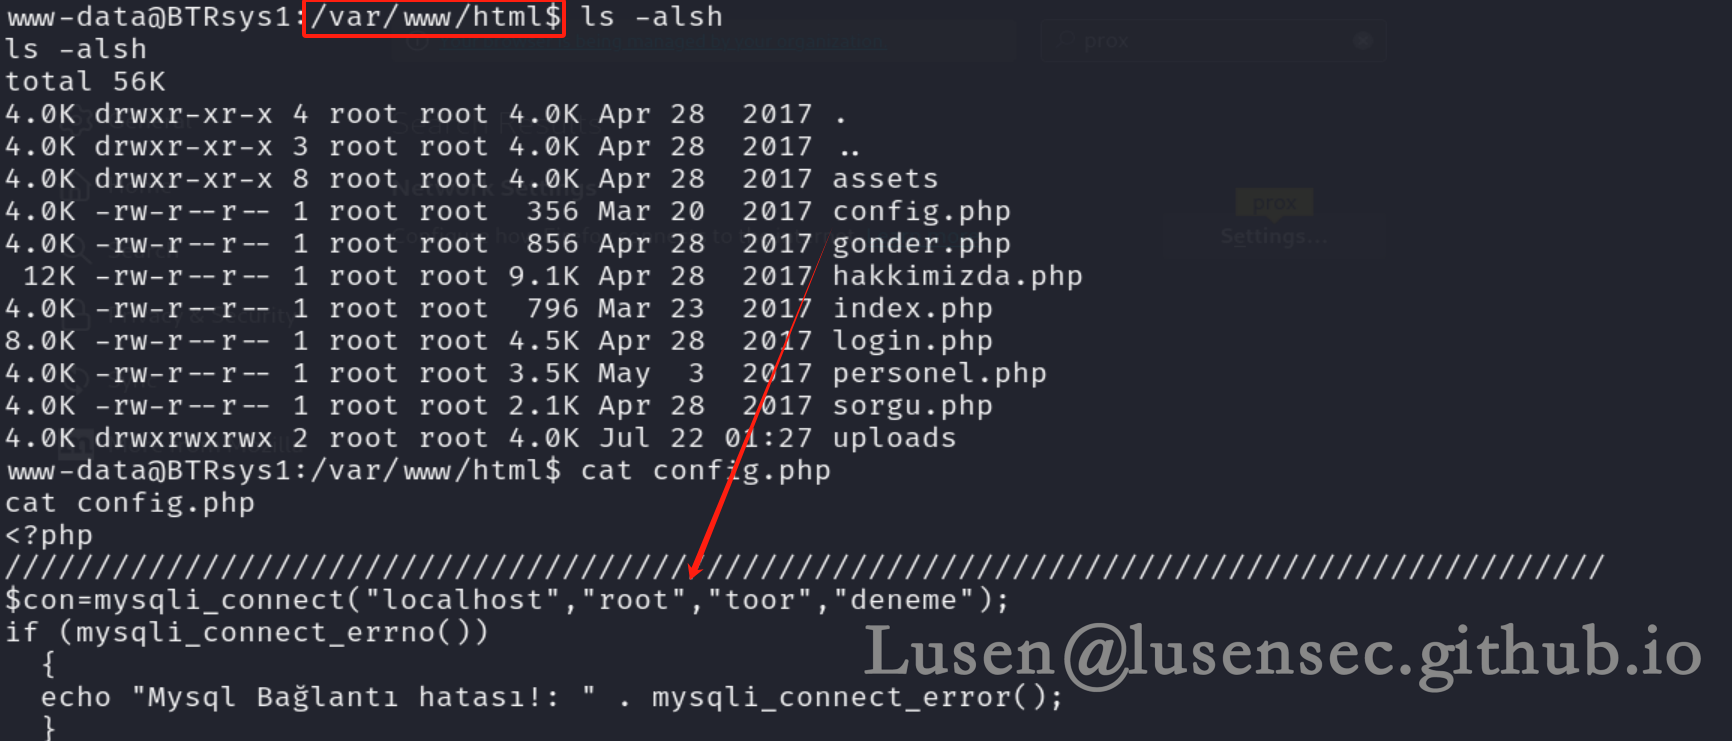 www-data@BTRsys1:/var/www/html$ ls -alsh
ls -alsh
total 56K
4.0K drwxr-xr-x 4 root root 4.0K Apr 28  2017 .
4.0K drwxr-xr-x 3 root root 4.0K Apr 28  2017 ..
4.0K drwxr-xr-x 8 root root 4.0K Apr 28  2017 assets
4.0K -rw-r--r-- 1 root root  356 Mar 20  2017 config.php
4.0K -rw-r--r-- 1 root root  856 Apr 28  2017 gonder.php
 12K -rw-r--r-- 1 root root 9.1K Apr 28  2017 hakkimizda.php
4.0K -rw-r--r-- 1 root root  796 Mar 23  2017 index.php
8.0K -rw-r--r-- 1 root root 4.5K Apr 28  2017 login.php
4.0K -rw-r--r-- 1 root root 3.5K May  3  2017 personel.php
4.0K -rw-r--r-- 1 root root 2.1K Apr 28  2017 sorgu.php
4.0K drwxrwxrwx 2 root root 4.0K Jul 22 01:27 uploads
www-data@BTRsys1:/var/www/html$ cat config.php
cat config.php
<?php
/////////////////////////////////////////////////////////////////////////////////////////
$con=mysqli_connect("localhost","root","toor","deneme");
if (mysqli_connect_errno())
  {
  echo "Mysql Bağlantı hatası!: " . mysqli_connect_error();
  }
Lusen@lusensec.github.io
prox
prox
Settings...